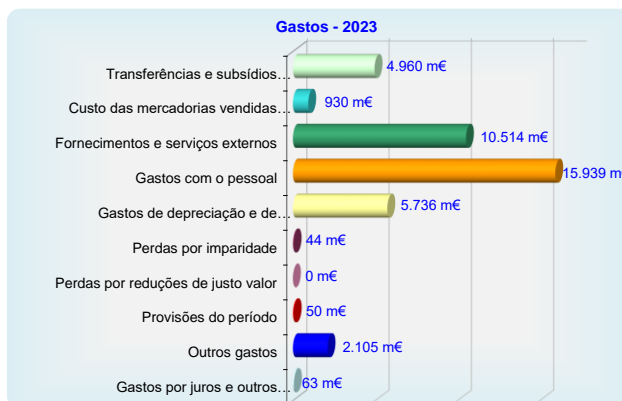 Gastos - 2023
Transferências e subsídios... 4.960 m€
Custo das mercadorias vendidas... 930 m€
Fornecimentos e serviços externos 10.514 m€
Gastos com o pessoal 15.939 m€
Gastos de depreciação e de... 5.736 m€
Perdas por imparidade 44 m€
Perdas por reduções de justo valor 0 m€
Provisões do período 50 m€
Outros gastos 2.105 m€
Gastos por juros e outros... 63 m€